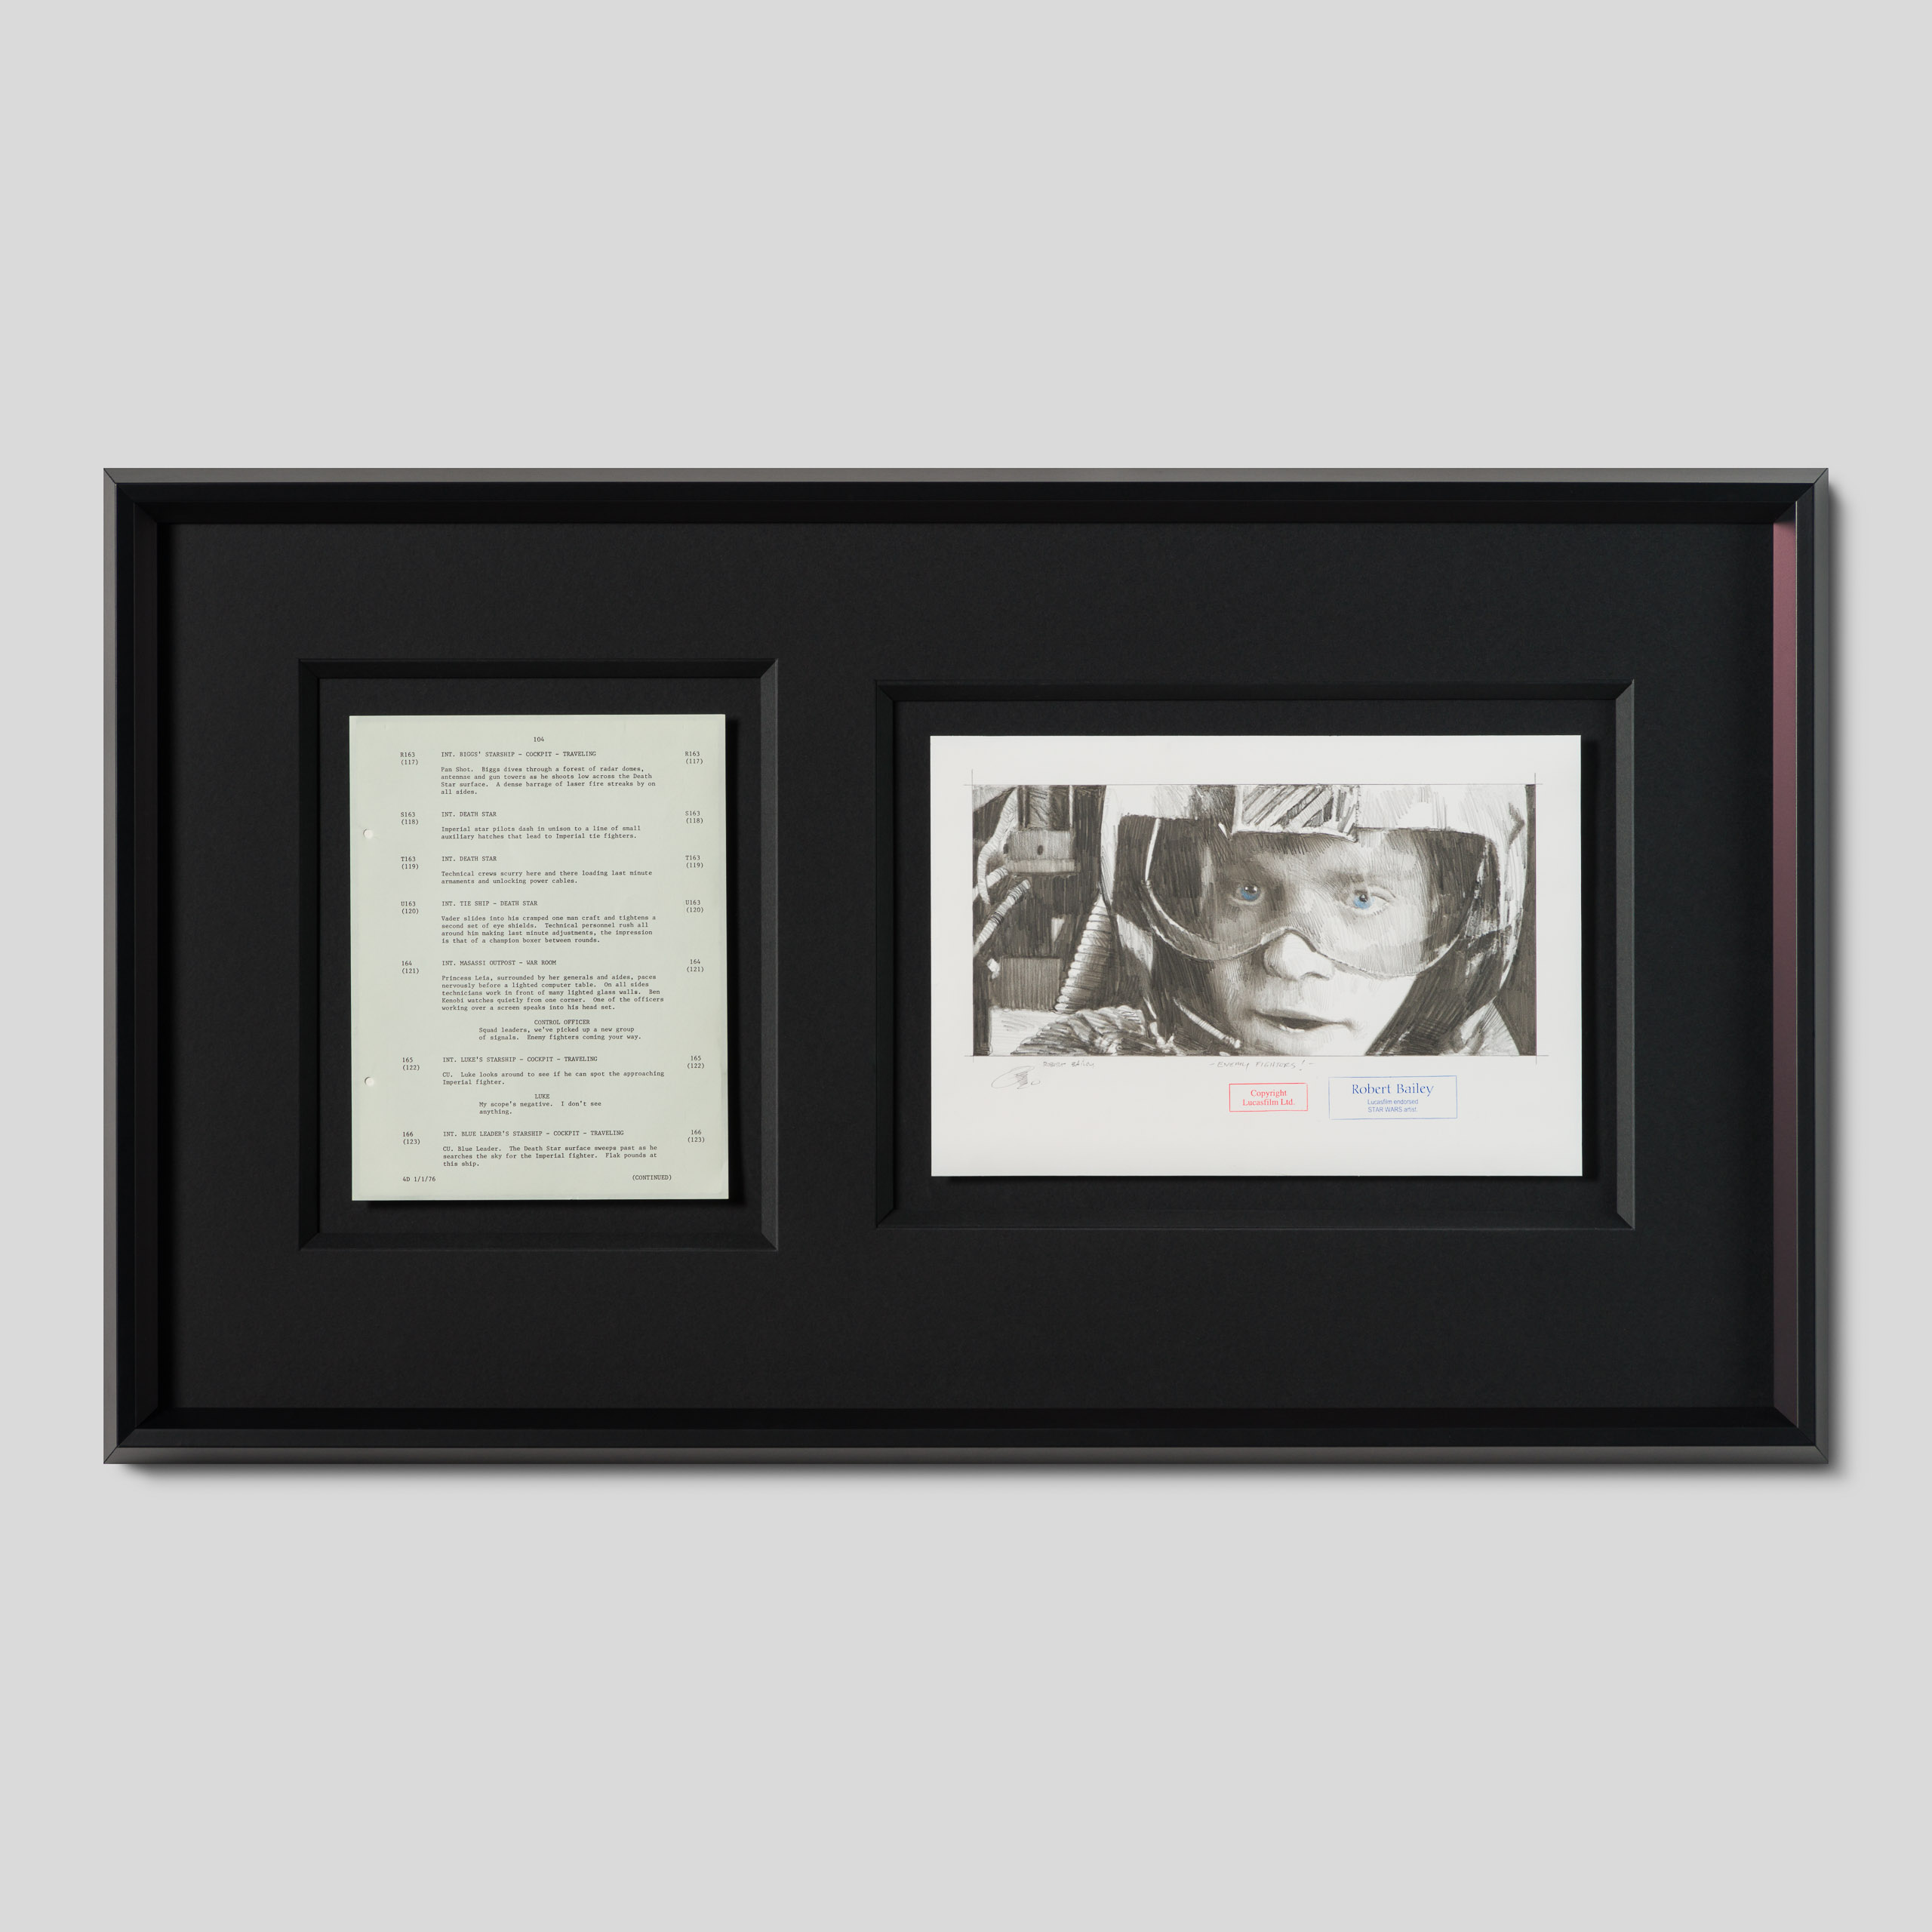 104
R163 INT. BIGGS' STARSHIP - COCKPIT - TRAVELING R163
(117) (117)
Pan Shot. Biggs dives through a forest of radar domes,
antennae and gun towers as he shoots low across the Death
Star surface. A dense barrage of laser fire streaks by on
all sides.
S163 INT. DEATH STAR S163
(118) (118)
Imperial star pilots dash in unison to a line of small
auxiliary hatches that lead to Imperial tie fighters.
T163 INT. DEATH STAR T163
(119) (119)
Technical crews scurry here and there loading last minute
armaments and unlocking power cables.
U163 INT. TIE SHIP - DEATH STAR U163
(120) (120)
Vader slides into his cramped one man craft and tightens a
second set of eye shields. Technical personnel rush all
around him making last minute adjustments, the impression
is that of a champion boxer between rounds.
164 INT. MASASSI OUTPOST - WAR ROOM 164
(121) (121)
Princess Leia, surrounded by her generals and aides, paces
nervously before a lighted computer table. On all sides
technicians work in front of many lighted glass walls. Ben
Kenobi watches quietly from one corner. One of the officers
working over a screen speaks into his head set.
CONTROL OFFICER
Squad leaders, we've picked up a new group
of signals. Enemy fighters coming your way.
165 INT. LUKE'S STARSHIP - COCKPIT - TRAVELING 165
(122) (122)
CU. Luke looks around to see if he can spot the approaching
Imperial fighter.
LUKE
My scope's negative. I don't see
anything.
166 INT. BLUE LEADER'S STARSHIP - COCKPIT - TRAVELING 166
(123) (123)
CU. Blue Leader. The Death Star surface sweeps past as he
searches the sky for the Imperial fighter. Flak pounds at
this ship.
4D 1/1/76 (CONTINUED)
Robert Bailey - ENEMY FIGHTERS! -
Copyright
Lucasfilm Ltd.
Robert Bailey
Lucasfilm endorsed
STAR WARS artist.